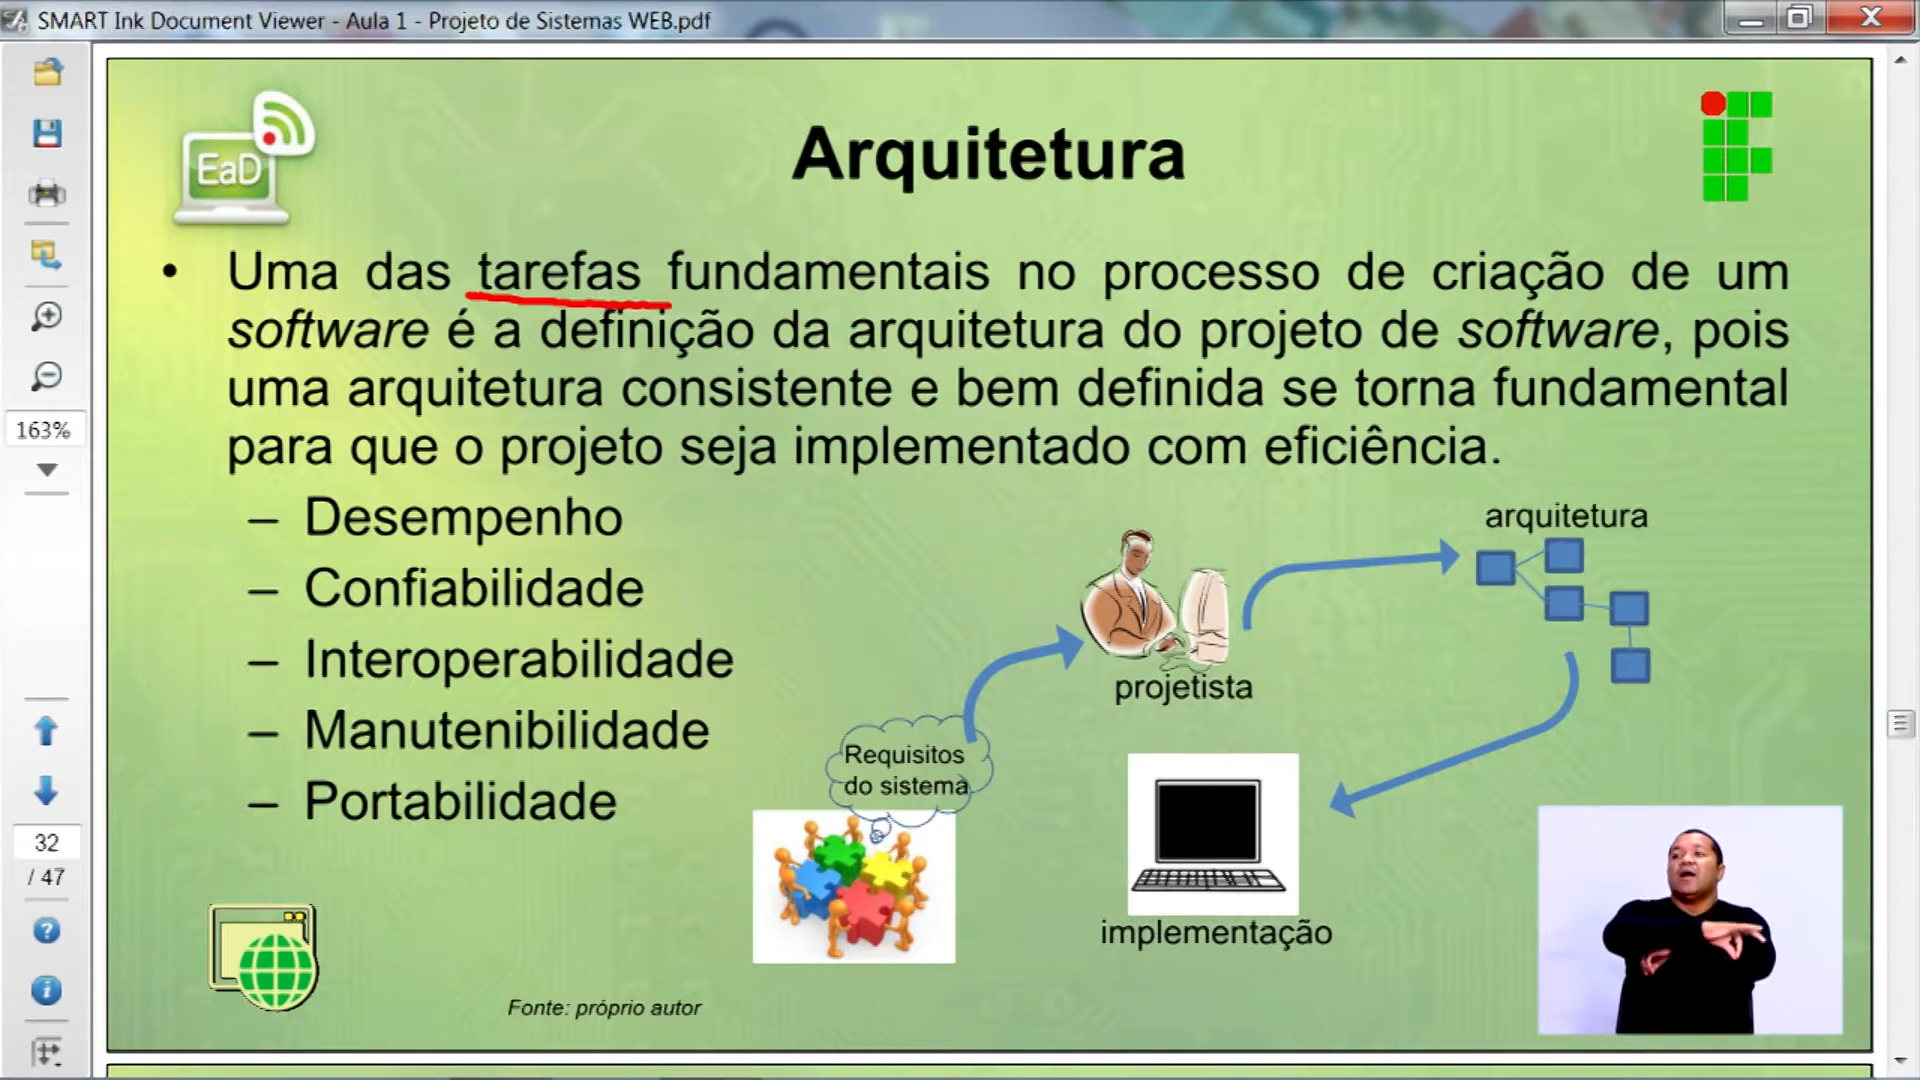 SMART Ink Document Viewer - Aula 1 - Projeto de Sistemas WEB.pdf
EaD
Arquitetura
• Uma das tarefas fundamentais no processo de criação de um
software é a definição da arquitetura do projeto de software, pois
uma arquitetura consistente e bem definida se torna fundamental
para que o projeto seja implementado com eficiência.
– Desempenho
– Confiabilidade
– Interoperabilidade
– Manutenibilidade
– Portabilidade
arquitetura
projetista
Requisitos
do sistema
implementação
Fonte: próprio autor
163%
32
/ 47